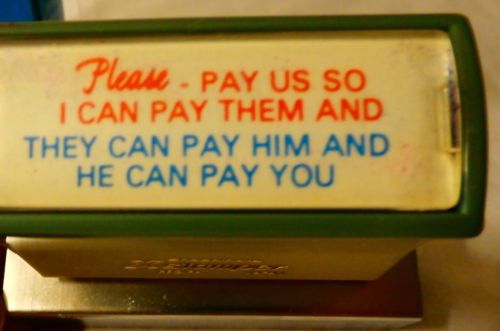 Please - PAY US SO
I CAN PAY THEM AND
THEY CAN PAY HIM AND
HE CAN PAY YOU